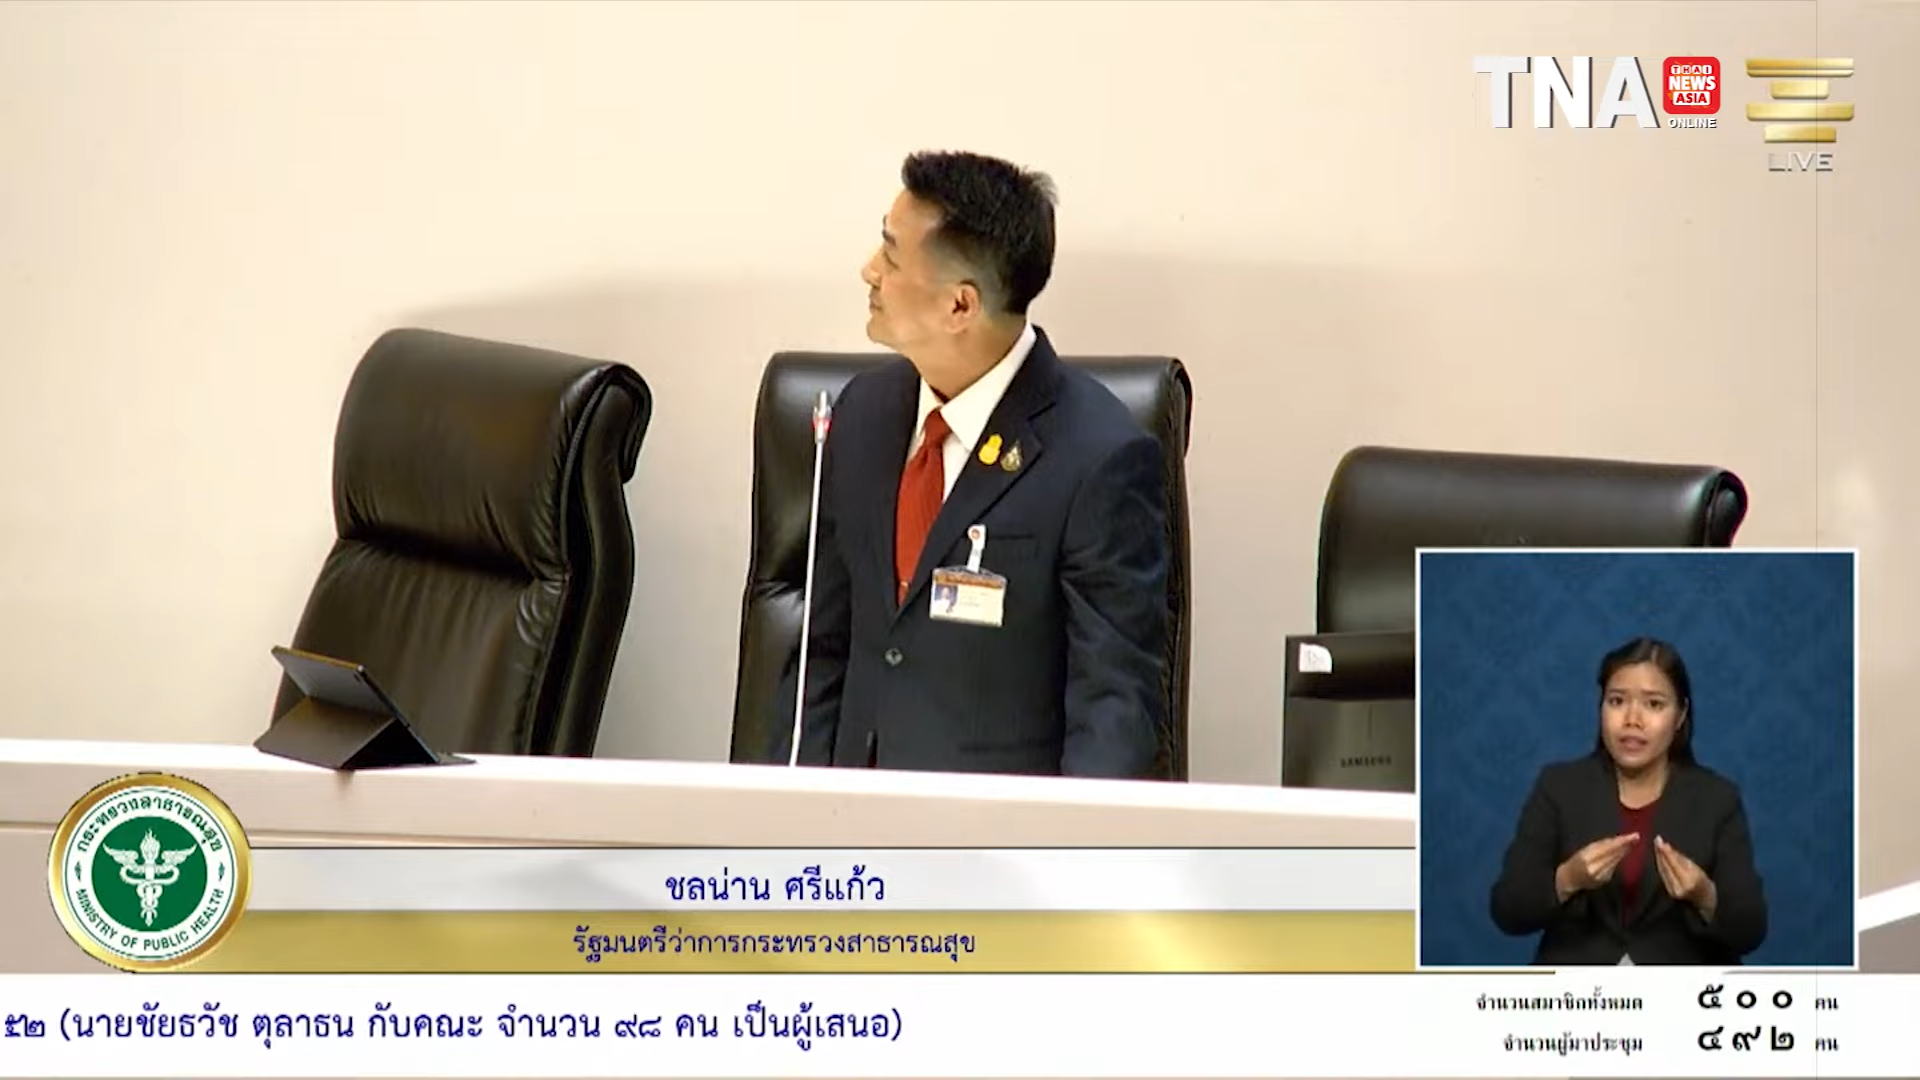 TNA
THAI
NEWS
ASIA
ONLINE
LIVE
SAMSUNG
กระทรวงสาธารณสุข
MINISTRY OF PUBLIC HEALTH
ชลน่าน ศรีแก้ว
รัฐมนตรีว่าการกระทรวงสาธารณสุข
๕๒ (นายชัยธวัช ตุลาธน กับคณะ จำนวน ๙๘ คน เป็นผู้เสนอ)
จำนวนสมาชิกทั้งหมด ๕๐๐ คน
จำนวนผู้มาประชุม ๔๙๒ คน